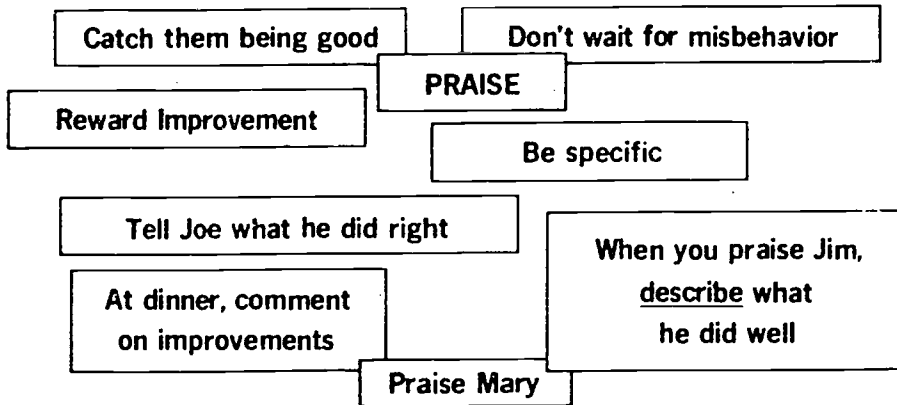 Catch them being good
Don't wait for misbehavior
PRAISE
Reward Improvement
Be specific
Tell Joe what he did right
When you praise Jim,
describe what
he did well
At dinner, comment
on improvements
Praise Mary